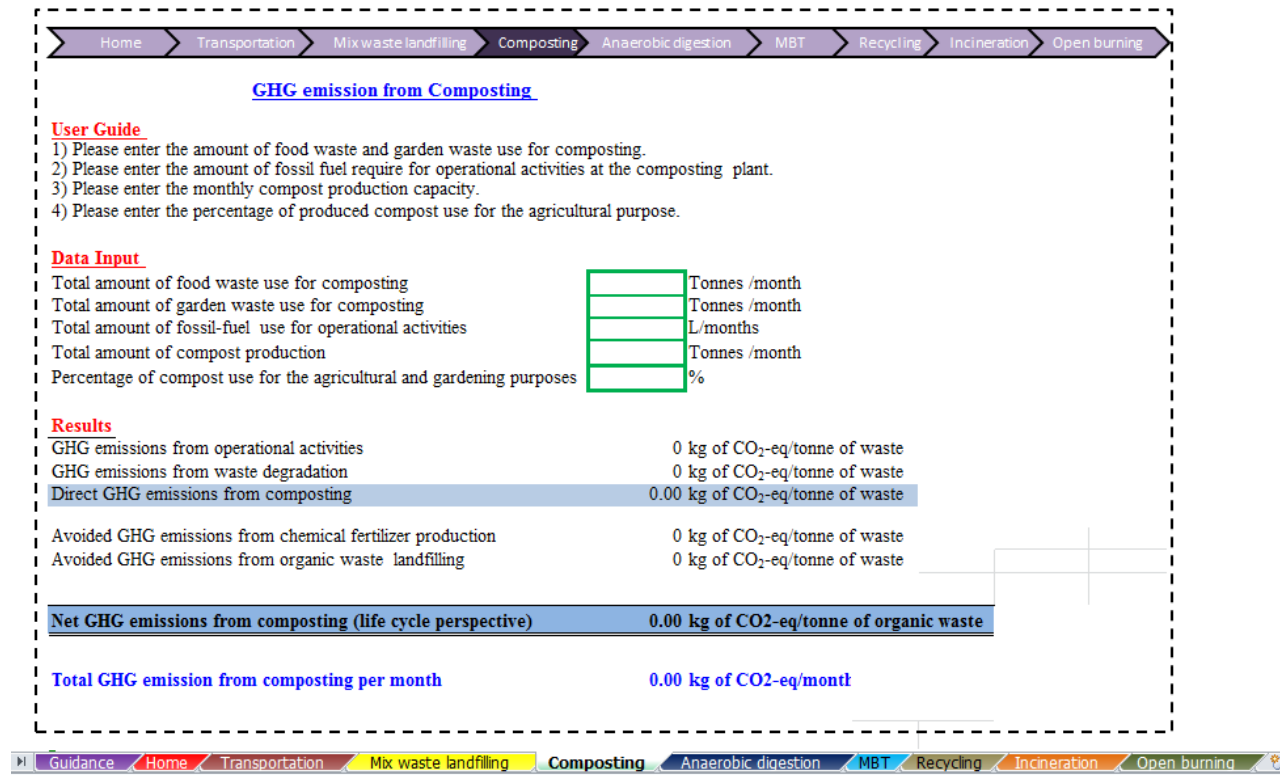 Home Transportation Mix waste landfilling Composting Anaerobic digestion MBT Recycling Incineration Open burning
GHG emission from Composting
User Guide
1) Please enter the amount of food waste and garden waste use for composting.
2) Please enter the amount of fossil fuel require for operational activities at the composting plant.
3) Please enter the monthly compost production capacity.
4) Please enter the percentage of produced compost use for the agricultural purpose.
Data Input
Total amount of food waste use for composting Tonnes /month
Total amount of garden waste use for composting Tonnes /month
Total amount of fossil-fuel use for operational activities L/months
Total amount of compost production Tonnes /month
Percentage of compost use for the agricultural and gardening purposes %
Results
GHG emissions from operational activities 0 kg of CO₂-eq/tonne of waste
GHG emissions from waste degradation 0 kg of CO₂-eq/tonne of waste
Direct GHG emissions from composting 0.00 kg of CO₂-eq/tonne of waste
Avoided GHG emissions from chemical fertilizer production 0 kg of CO₂-eq/tonne of waste
Avoided GHG emissions from organic waste landfilling 0 kg of CO₂-eq/tonne of waste
Net GHG emissions from composting (life cycle perspective) 0.00 kg of CO2-eq/tonne of organic waste
Total GHG emission from composting per month 0.00 kg of CO2-eq/month
Guidance Home Transportation Mix waste landfilling Composting Anaerobic digestion MBT Recycling Incineration Open burning